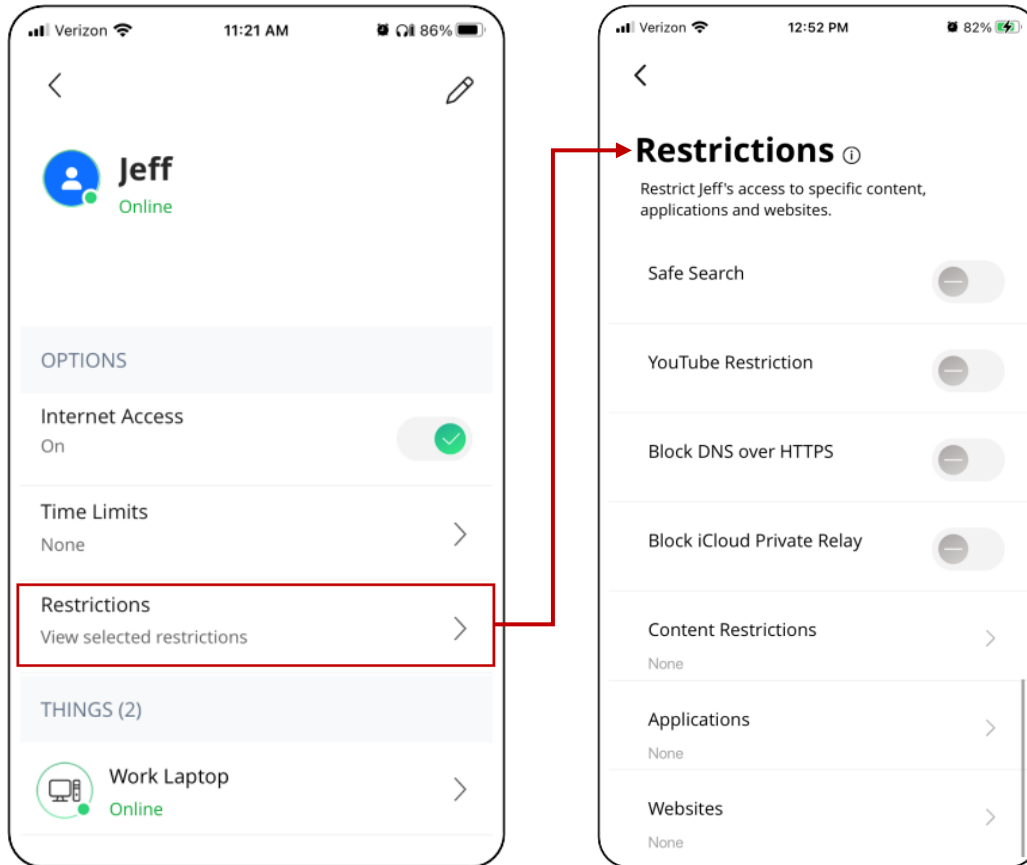 Verizon 11:21 AM 86%
Jeff
Online
OPTIONS
Internet Access
On
Time Limits
None
Restrictions
View selected restrictions
THINGS (2)
Work Laptop
Online
Verizon 12:52 PM 82%
Restrictions
Restrict Jeff's access to specific content,
applications and websites.
Safe Search
YouTube Restriction
Block DNS over HTTPS
Block iCloud Private Relay
Content Restrictions
None
Applications
None
Websites
None